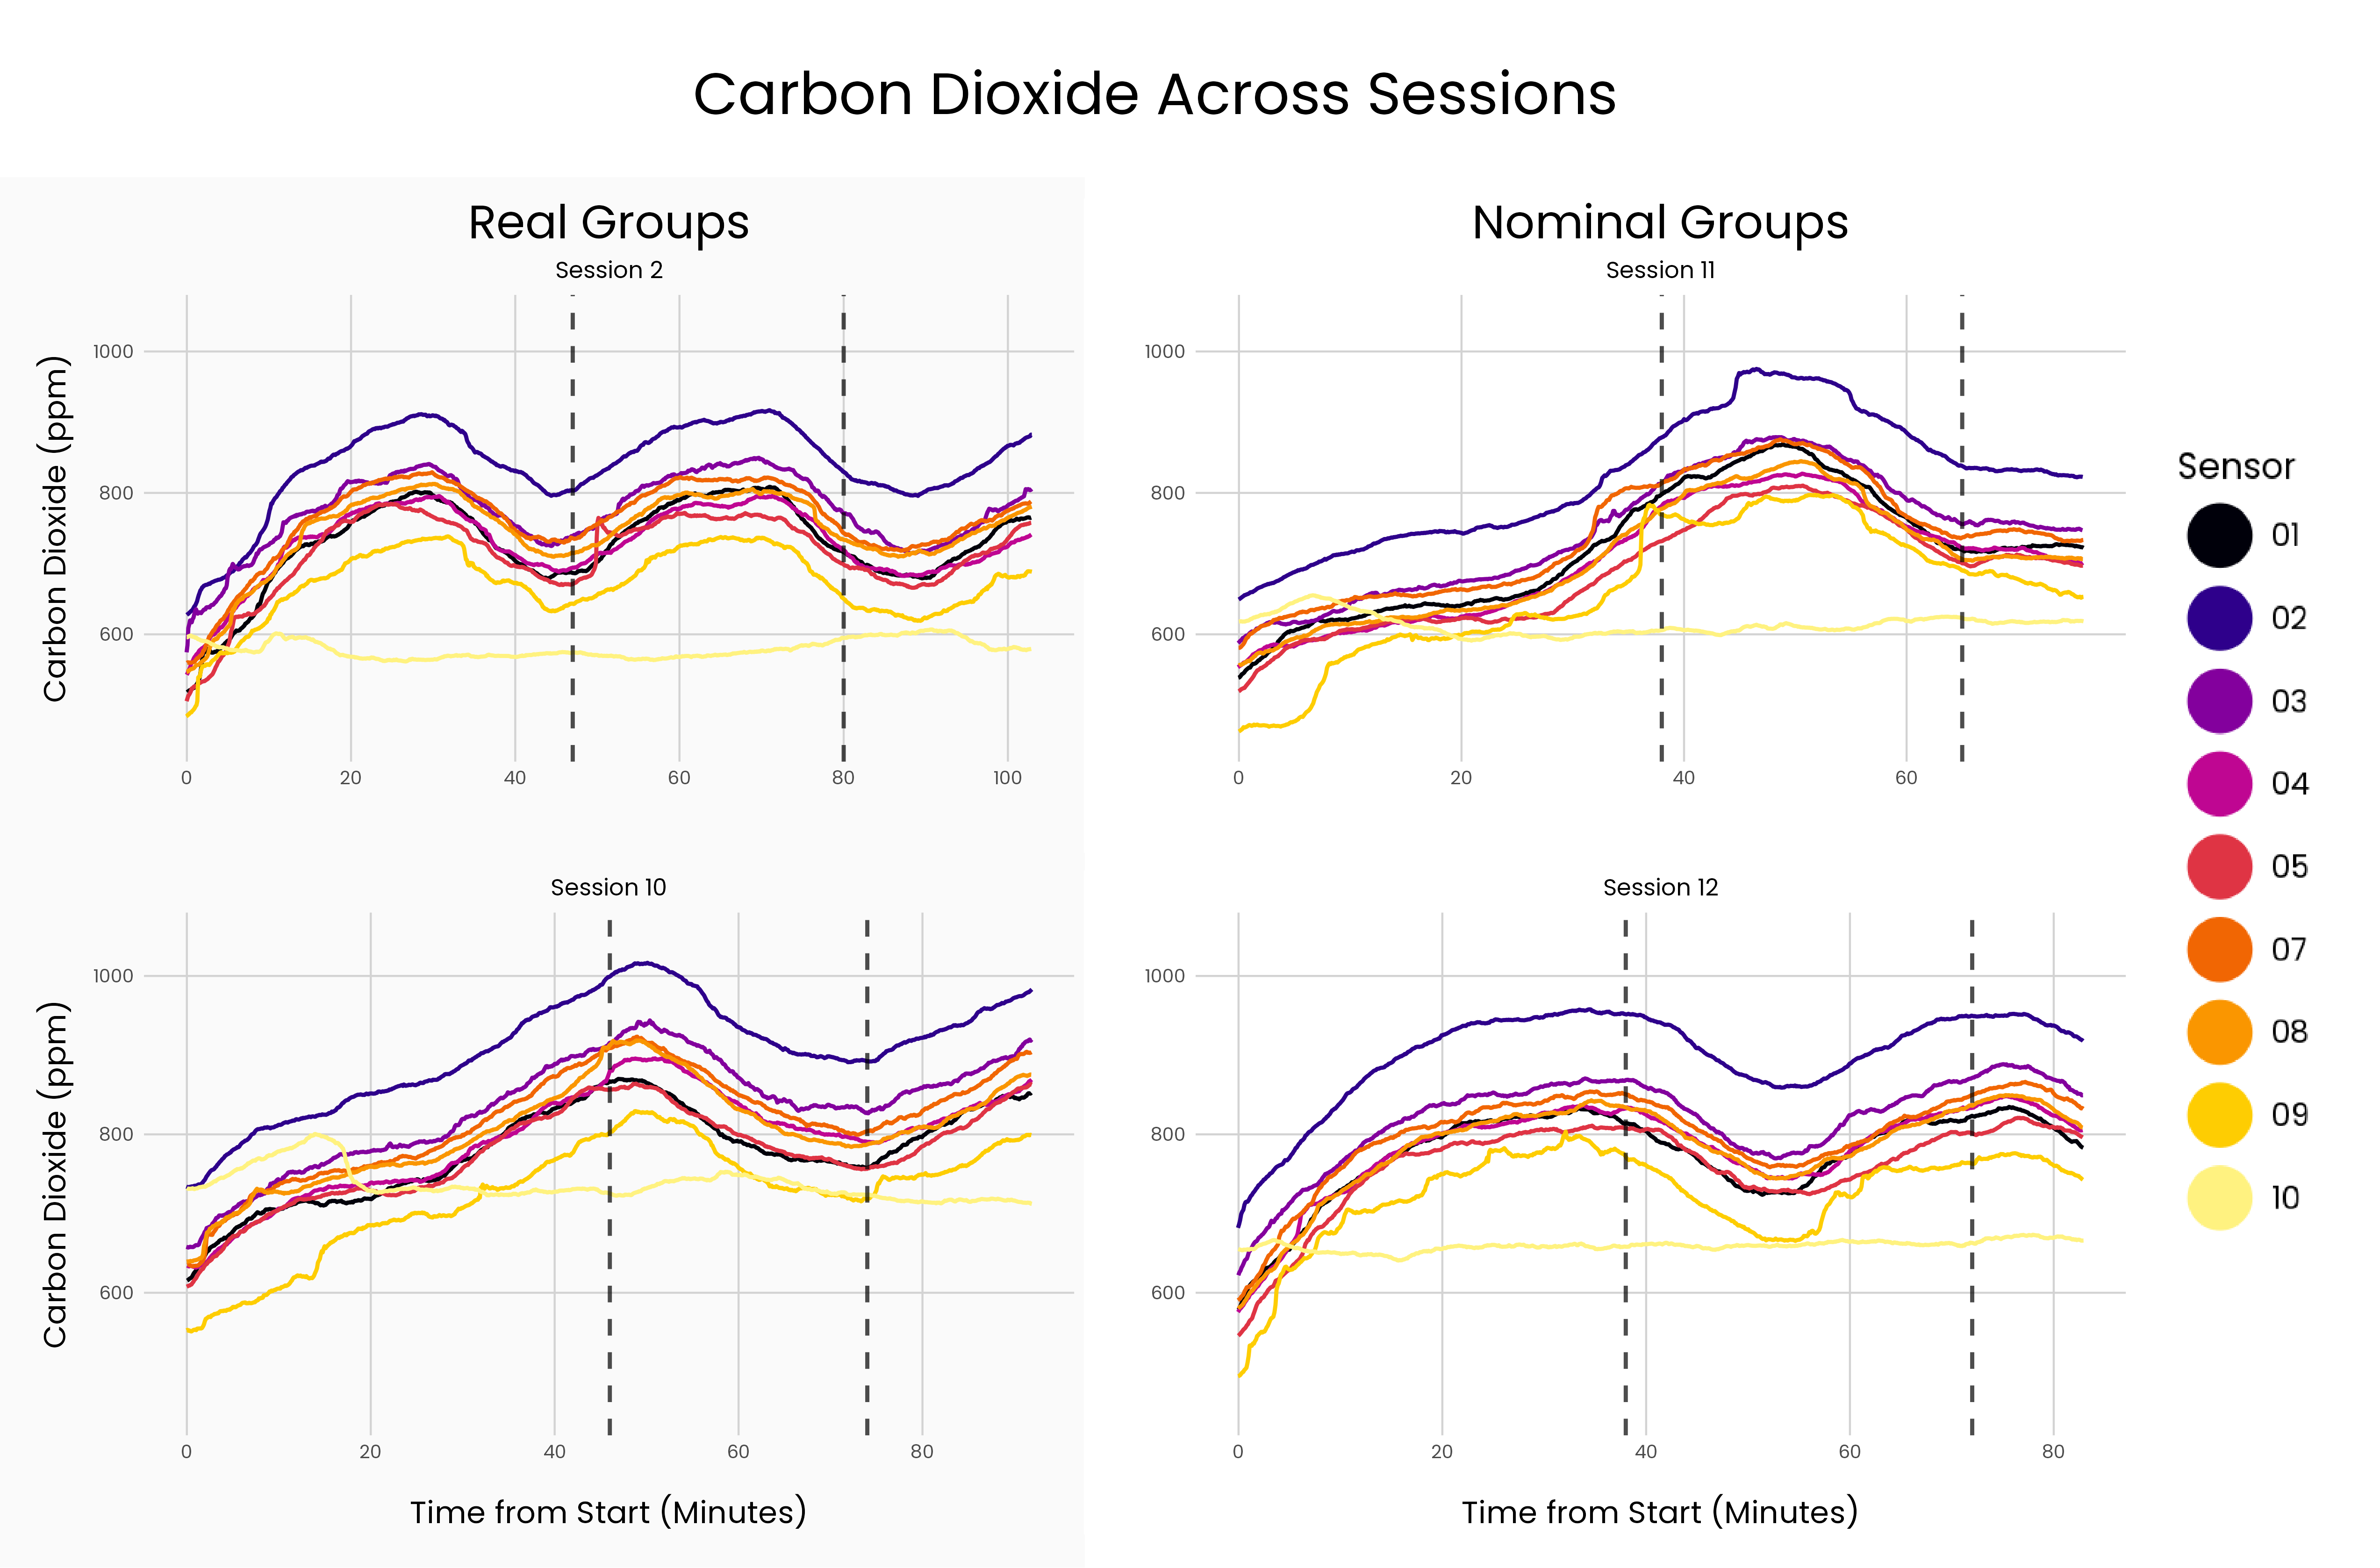 Carbon Dioxide Across Sessions
Real Groups
Session 2
Carbon Dioxide (ppm)
1000
800
600
0 20 40 60 80 100
Nominal Groups
Session 11
1000
800
600
0 20 40 60
Session 10
Carbon Dioxide (ppm)
1000
800
600
0 20 40 60 80
Time from Start (Minutes)
Session 12
1000
800
600
0 20 40 60 80
Time from Start (Minutes)
Sensor
01
02
03
04
05
07
08
09
10